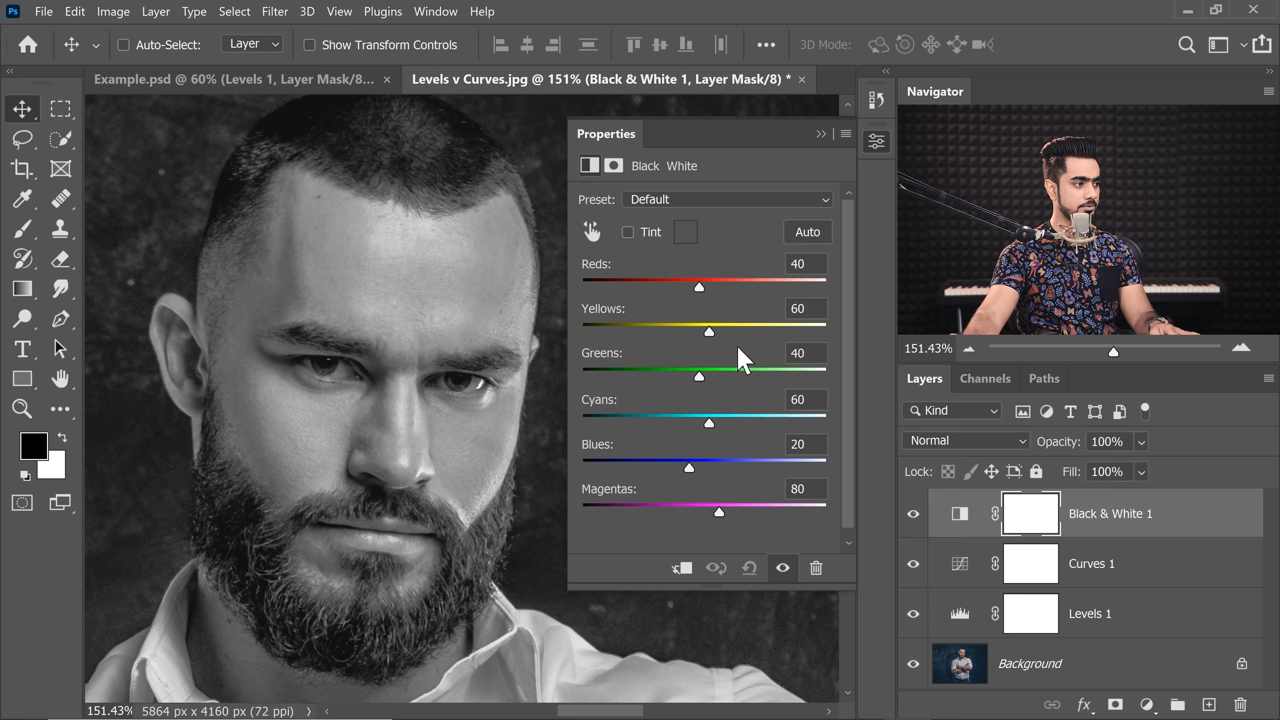 Ps File Edit Image Layer Type Select Filter 3D View Plugins Window Help
Auto-Select: Layer Show Transform Controls 3D Mode:
Example.psd @ 60% (Levels 1, Layer Mask/8... × Levels v Curves.jpg @ 151% (Black & White 1, Layer Mask/8) * ×
Navigator
Properties
Black White
Preset: Default
Tint Auto
Reds: 40
Yellows: 60
Greens: 40
Cyans: 60
Blues: 20
Magentas: 80
151.43%
Layers Channels Paths
Kind
Normal Opacity: 100%
Lock: Fill: 100%
Black & White 1
Curves 1
Levels 1
Background
fx
151.43% 5864 px x 4160 px (72 ppi)